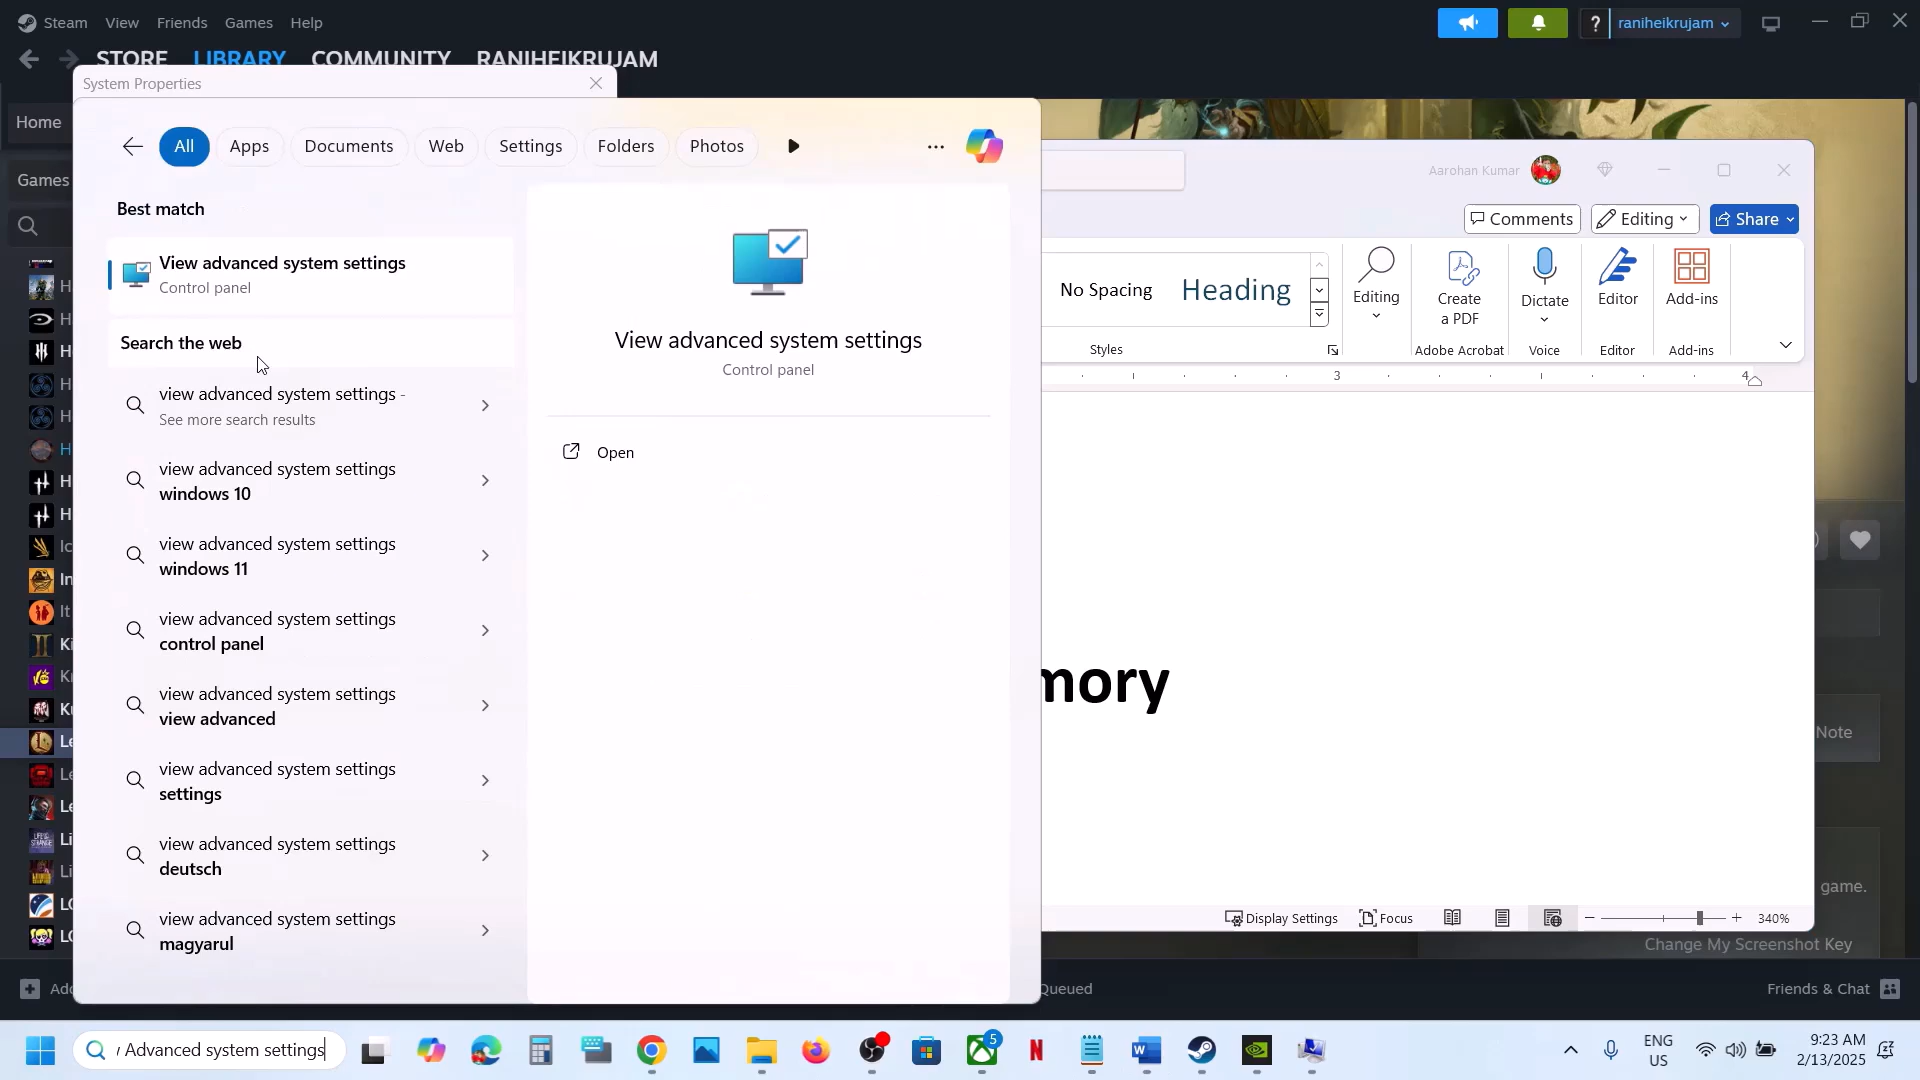 Steam View Friends Games Help
raniheikrujam
STORE LIBRARY COMMUNITY RANIHEIKRUJAM
System Properties
Home
Games
All Apps Documents Web Settings Folders Photos
Best match
View advanced system settings
Control panel
Search the web
view advanced system settings -
See more search results
view advanced system settings
windows 10
view advanced system settings
windows 11
view advanced system settings
control panel
view advanced system settings
view advanced
view advanced system settings
settings
view advanced system settings
deutsch
view advanced system settings
magyarul
View advanced system settings
Control panel
Open
Aarohan Kumar
Comments Editing Share
No Spacing Heading
Editing
Create
a PDF
Dictate
Editor
Add-ins
Styles
Adobe Acrobat
Voice
Editor
Add-ins
3 4
mory
Note
game.
Display Settings Focus 340%
Change My Screenshot Key
Queued
Friends & Chat
Advanced system settings
5
ENG
US
9:23 AM
2/13/2025